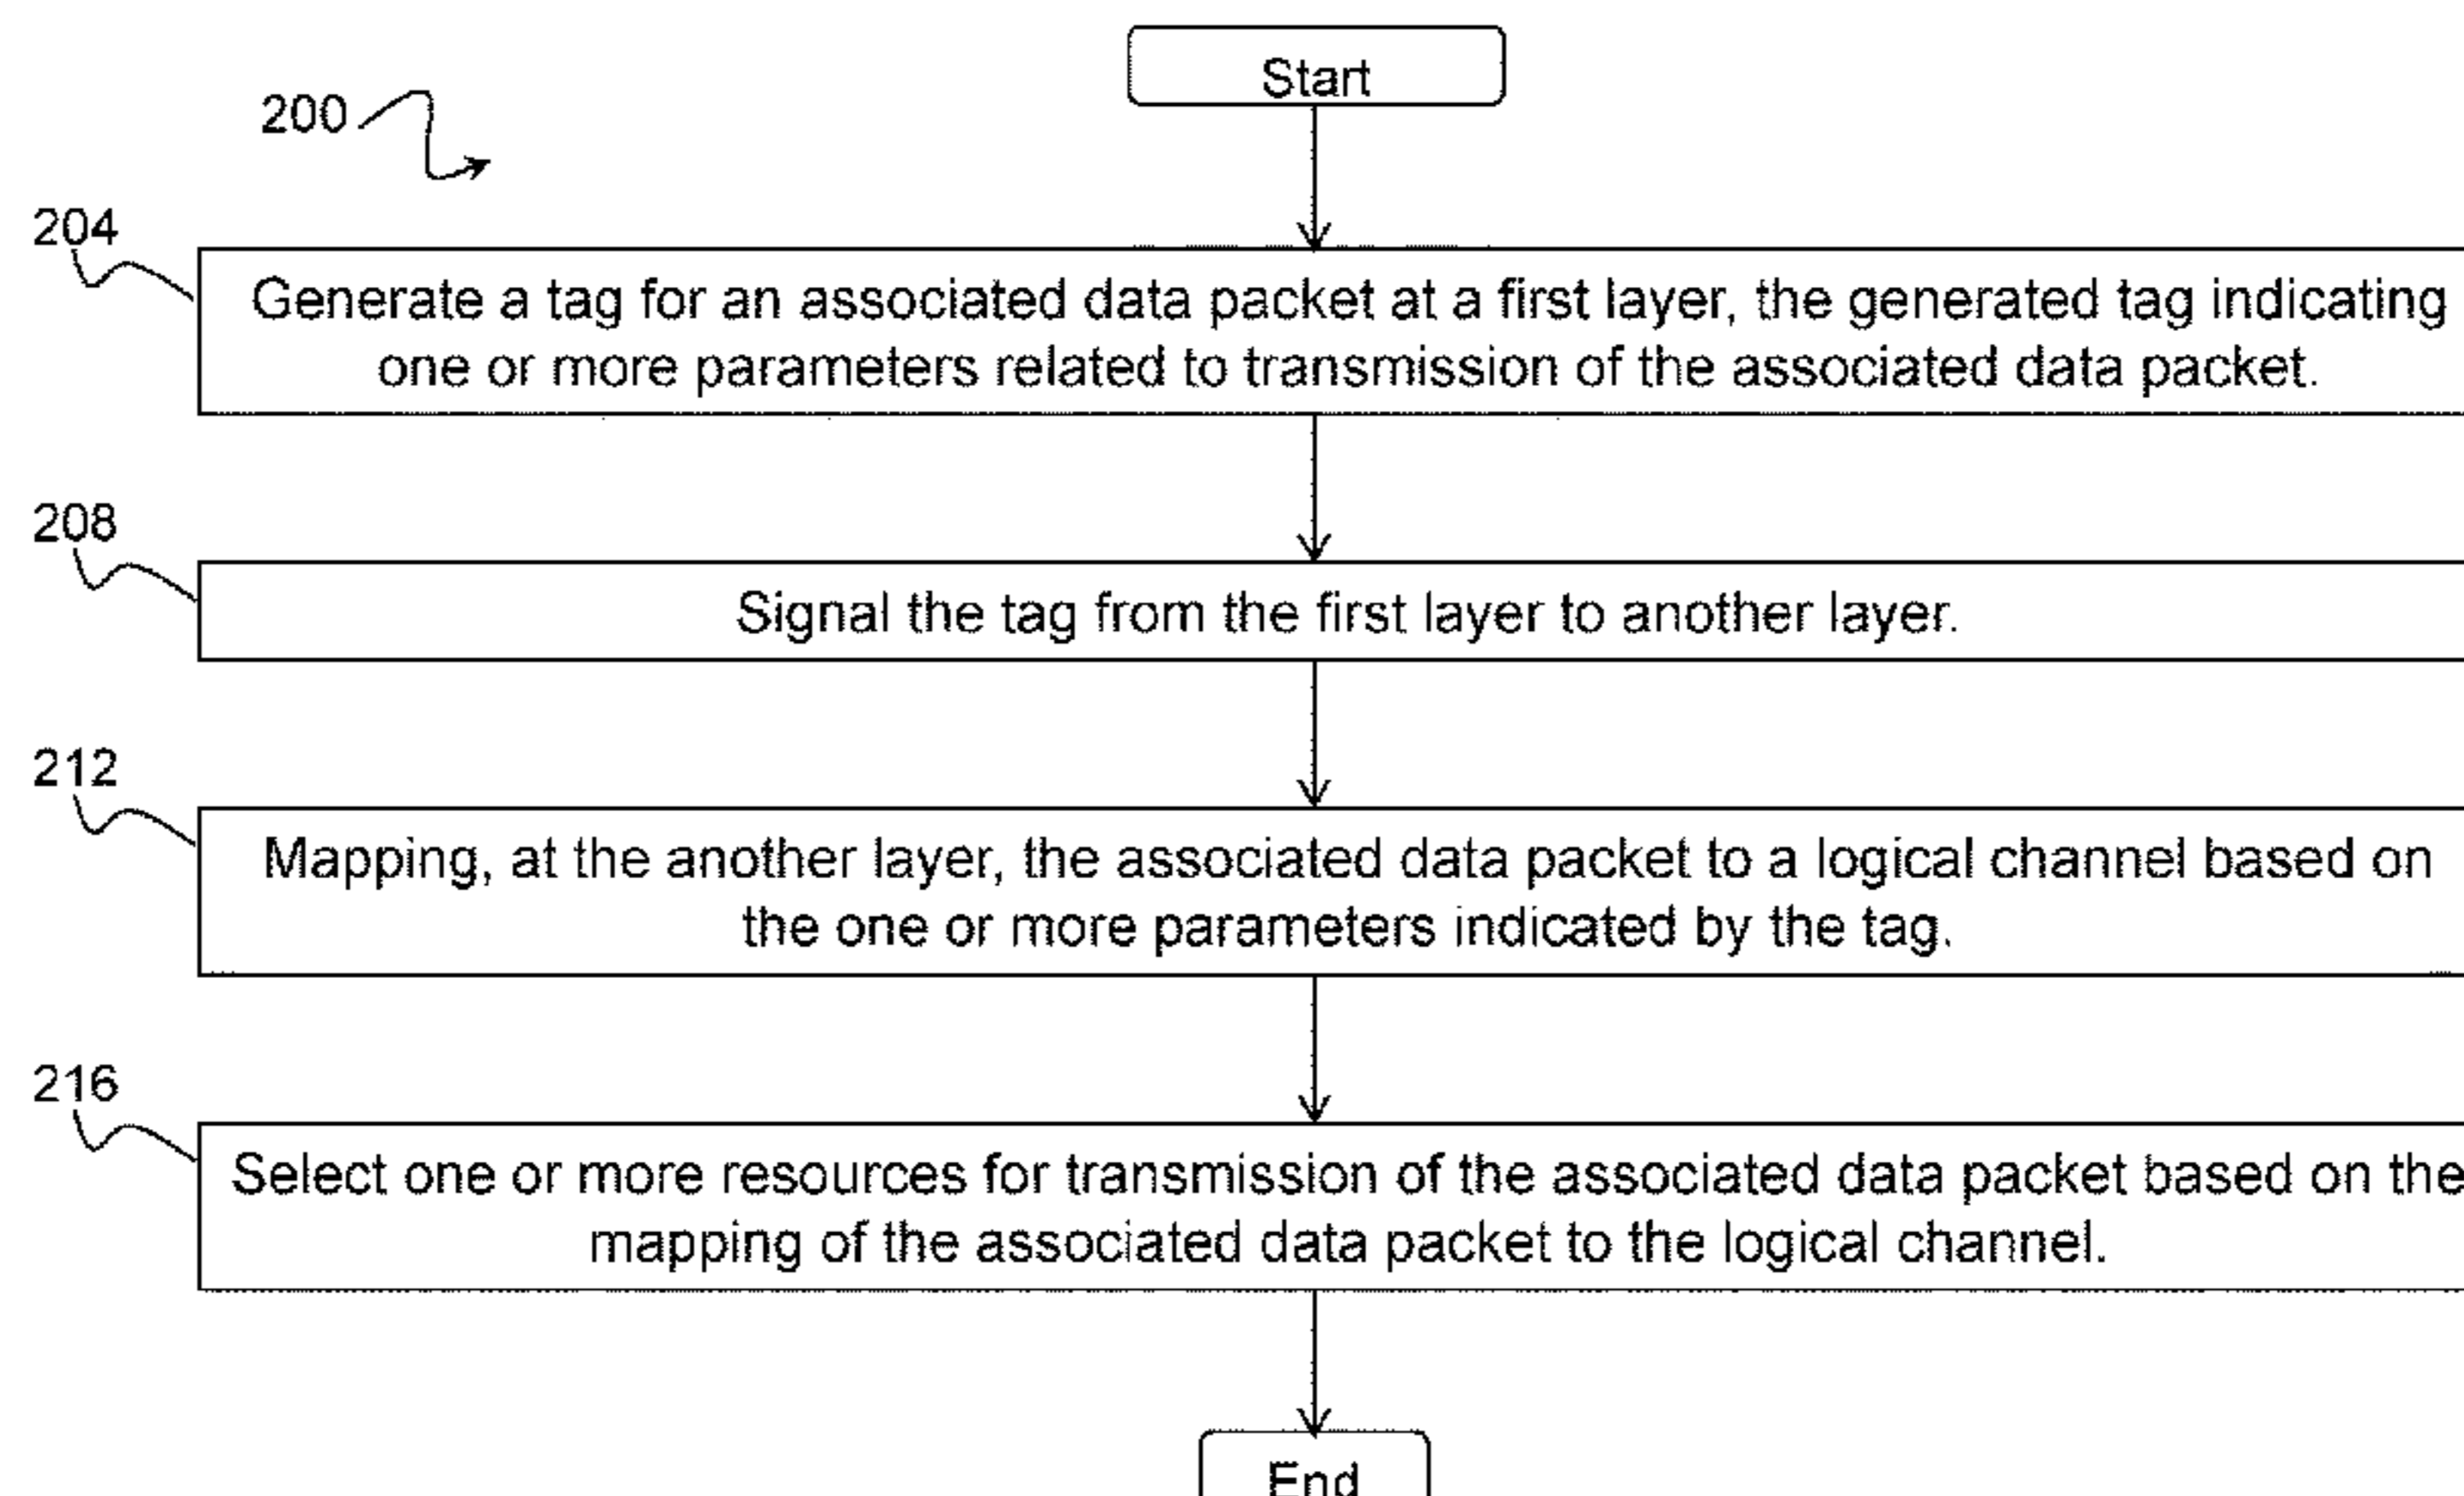 Start
200
204
Generate a tag for an associated data packet at a first layer, the generated tag indicating
one or more parameters related to transmission of the associated data packet.
208
Signal the tag from the first layer to another layer.
212
Mapping, at the another layer, the associated data packet to a logical channel based on
the one or more parameters indicated by the tag.
216
Select one or more resources for transmission of the associated data packet based on the
mapping of the associated data packet to the logical channel.
End